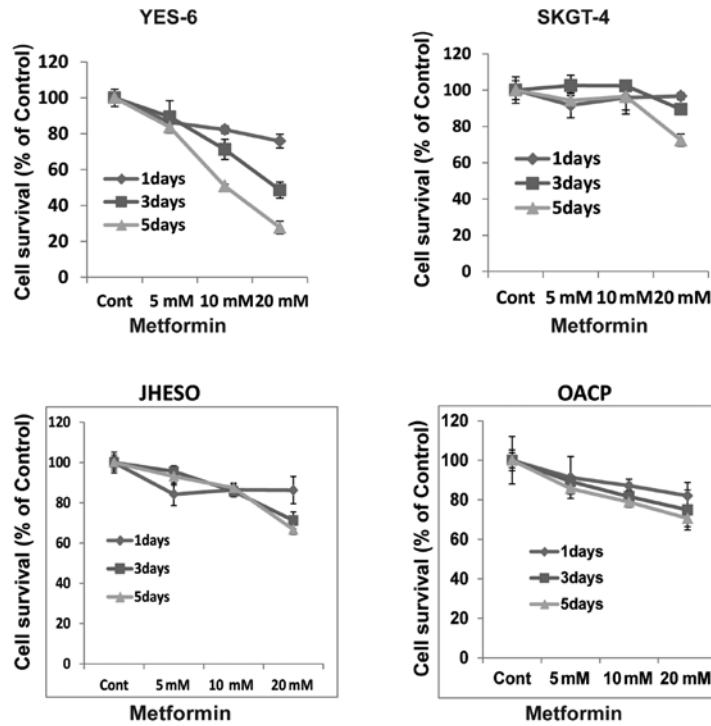 YES-6
Cell survival (% of Control)
120
100
80
60
40
20
0
1days
3days
5days
Cont 5 mM 10 mM 20 mM
Metformin
SKGT-4
Cell survival (% of Control)
120
100
80
60
40
20
0
1days
3days
5days
Cont 5 mM 10 mM 20 mM
Metformin
JHESO
Cell survival (% of Control)
120
100
80
60
40
20
0
1days
3days
5days
Cont 5 mM 10 mM 20 mM
Metformin
OACP
Cell survival (% of Control)
120
100
80
60
40
20
0
1days
3days
5days
Cont 5 mM 10 mM 20 mM
Metformin